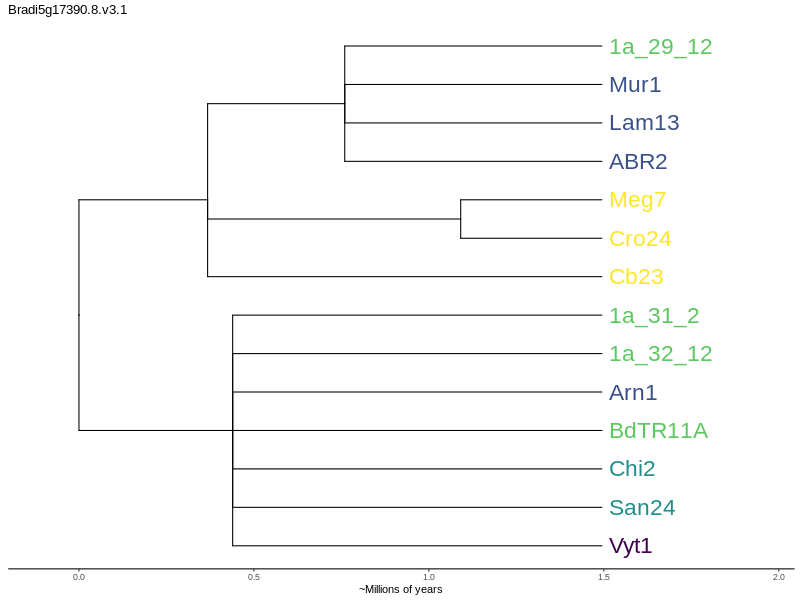 Bradi5g17390.8.v3.1
1a_29_12
Mur1
Lam13
ABR2
Meg7
Cro24
Cb23
1a_31_2
1a_32_12
Arn1
BdTR11A
Chi2
San24
Vyt1
0.0 0.5 1.0 1.5 2.0
~Millions of years